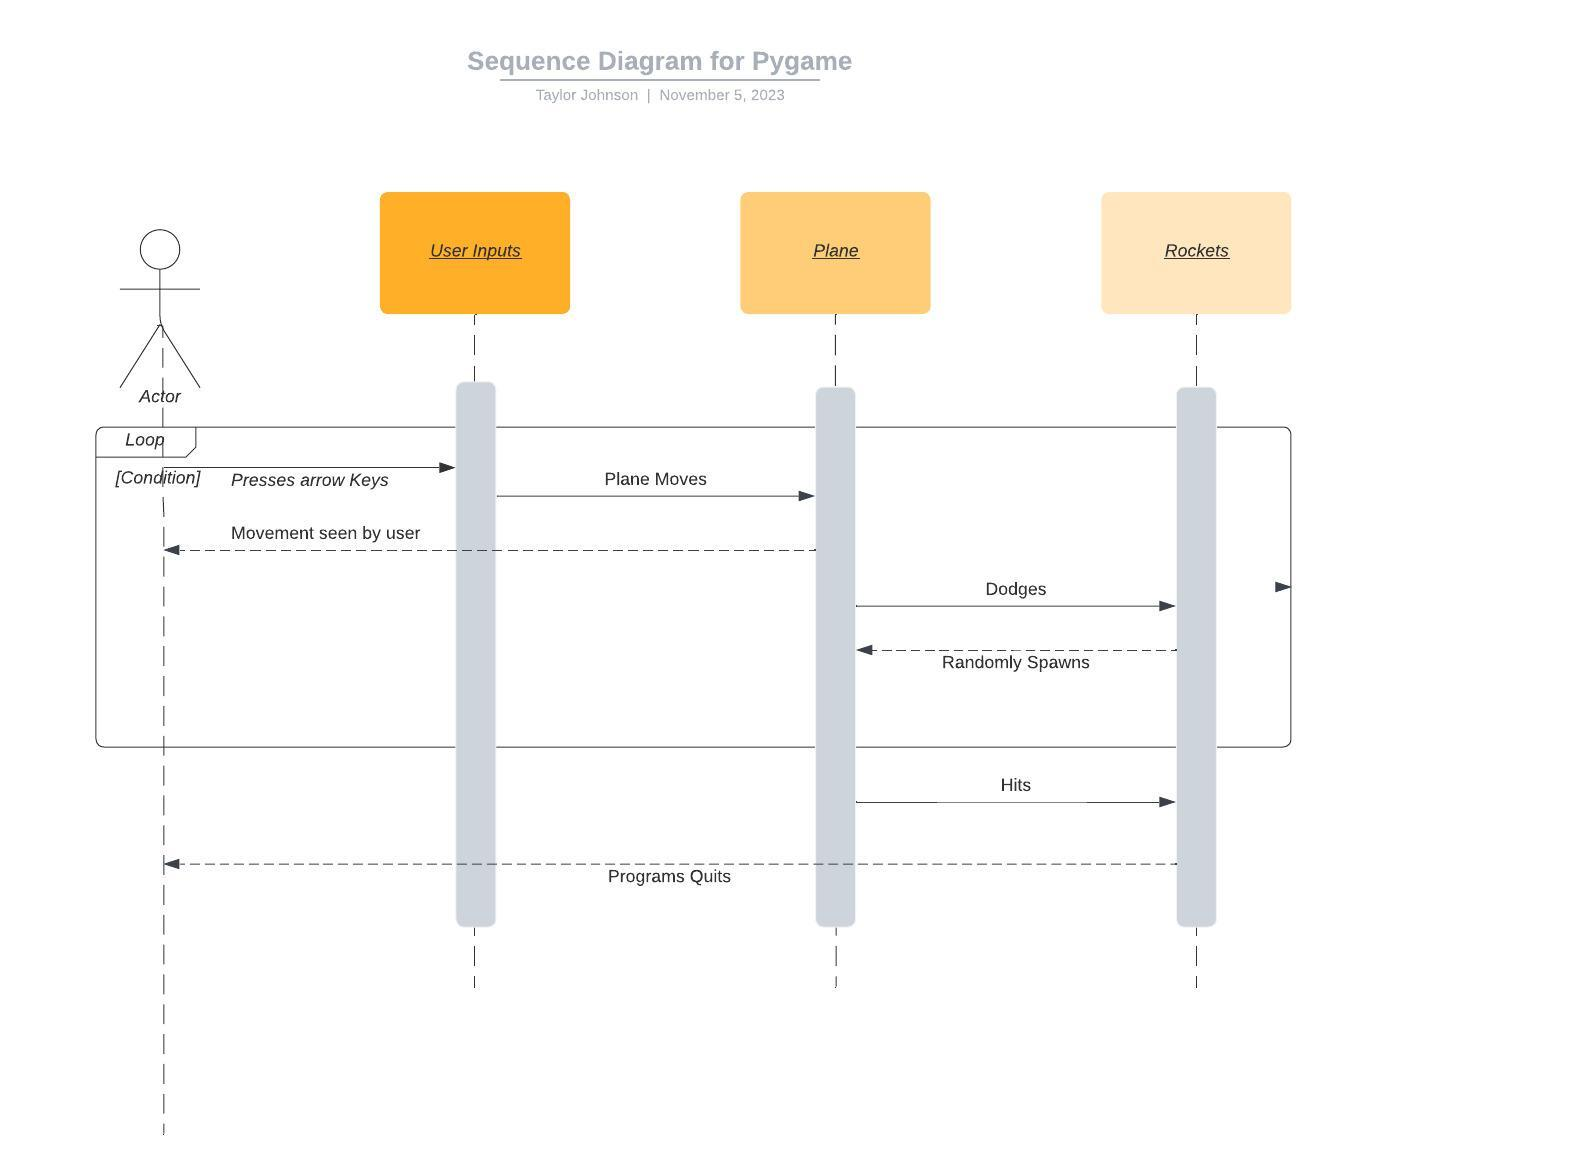 Sequence Diagram for Pygame
Taylor Johnson | November 5, 2023
User Inputs
Plane
Rockets
Actor
Loop
[Condition]
Presses arrow Keys
Plane Moves
Movement seen by user
Dodges
Randomly Spawns
Hits
Programs Quits